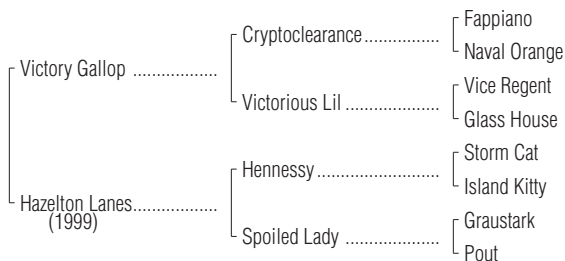 Fappiano
Cryptoclearance..................
Naval Orange
Victory Gallop ....................
Vice Regent
Victorious Lil ......................
Glass House
Storm Cat
Hennessy.............................
Island Kitty
Hazelton Lanes....................
(1999)
Graustark
Spoiled Lady ......................
Pout